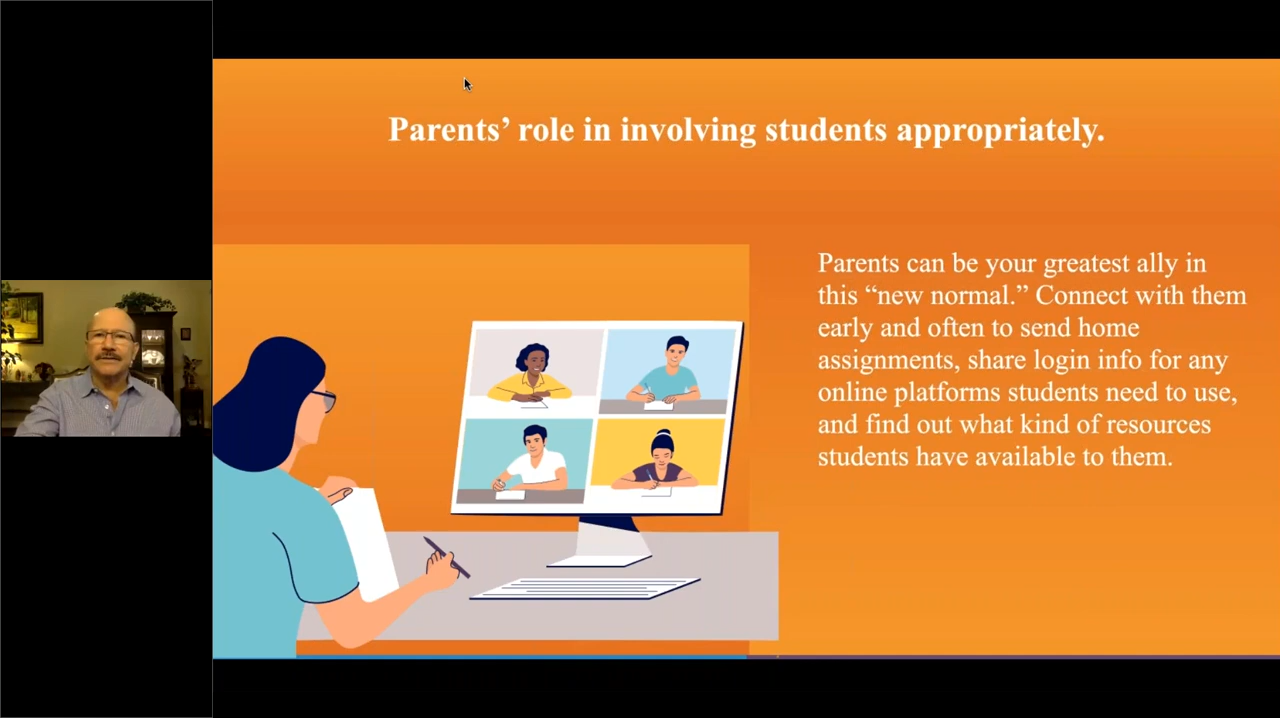 Parents’ role in involving students appropriately.
Parents can be your greatest ally in
this “new normal.” Connect with them
early and often to send home
assignments, share login info for any
online platforms students need to use,
and find out what kind of resources
students have available to them.